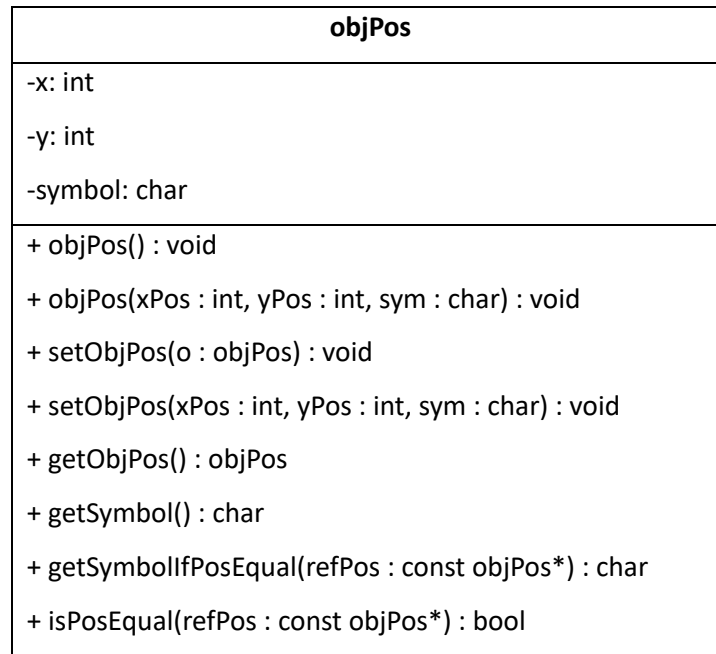 objPos
-x: int
-y: int
-symbol: char
+ objPos() : void
+ objPos(xPos : int, yPos : int, sym : char) : void
+ setObjPos(o : objPos) : void
+ setObjPos(xPos : int, yPos : int, sym : char) : void
+ getObjPos() : objPos
+ getSymbol() : char
+ getSymbolIfPosEqual(refPos : const objPos*) : char
+ isPosEqual(refPos : const objPos*) : bool